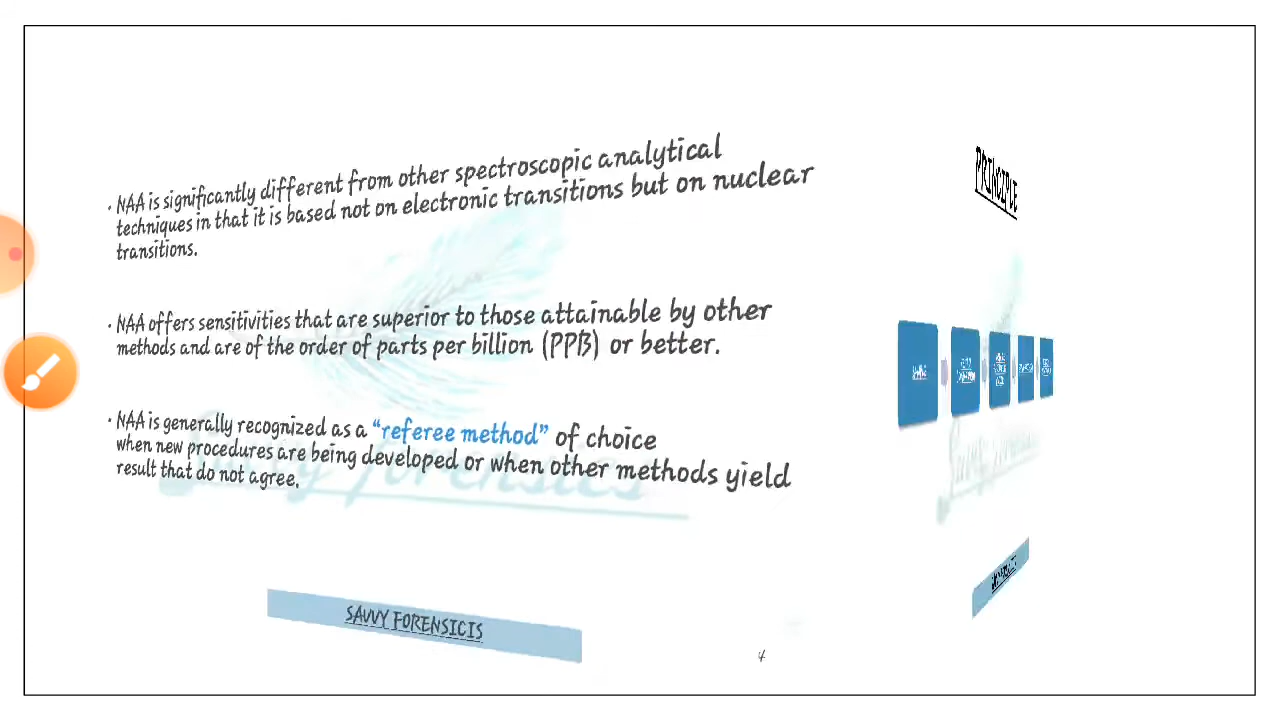 · NAA is significantly different from other spectroscopic analytical
techniques in that it is based not on electronic transitions but on nuclear
transitions.
· NAA offers sensitivities that are superior to those attainable by other
methods and are of the order of parts per billion (PPB) or better.
· NAA is generally recognized as a “referee method” of choice
when new procedures are being developed or when other methods yield
result that do not agree.
Savvy Forensics
SAVVY FORENSICIS
4
PRINCIPLE